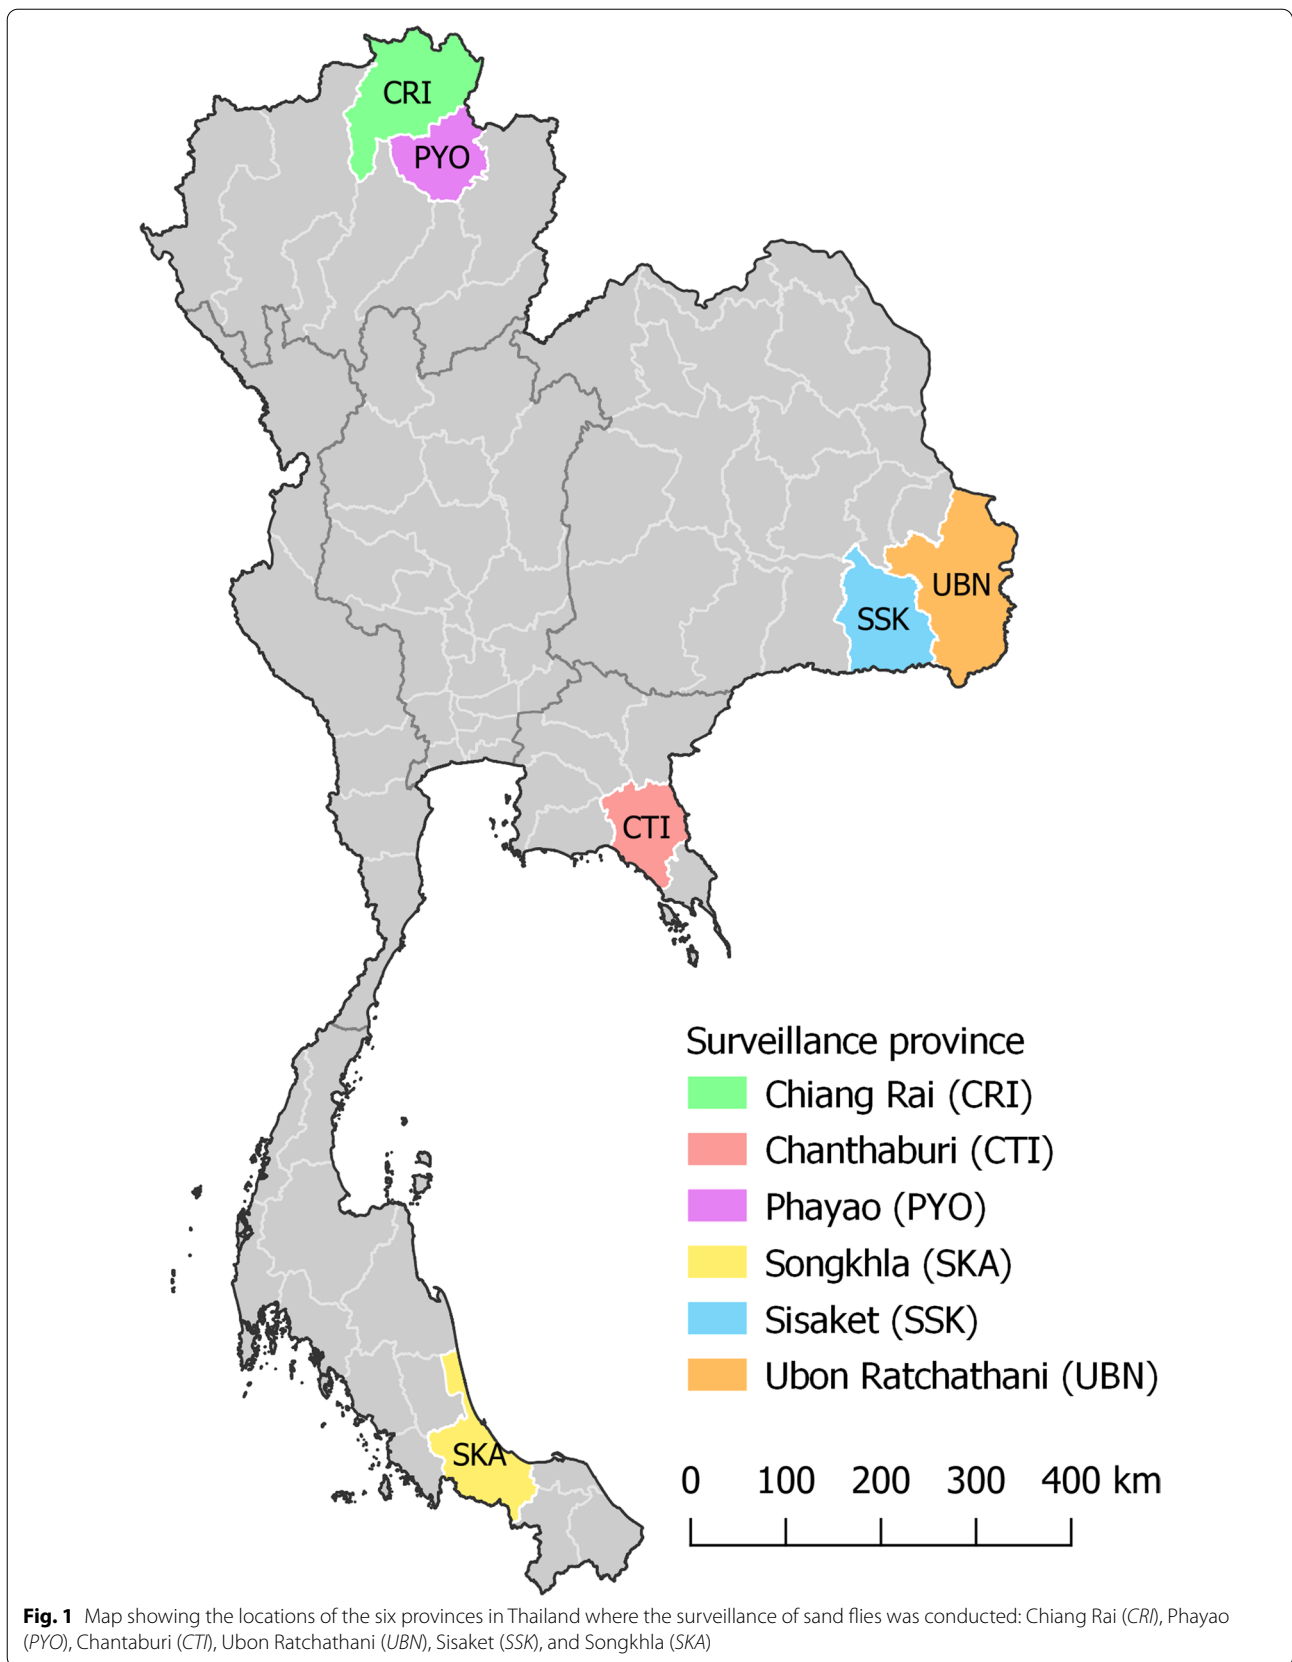 CRI
PYO
UBN
SSK
CTI
Surveillance province
Chiang Rai (CRI)
Chanthaburi (CTI)
Phayao (PYO)
Songkhla (SKA)
Sisaket (SSK)
Ubon Ratchathani (UBN)
SKA
0 100 200 300 400 km
Fig. 1 Map showing the locations of the six provinces in Thailand where the surveillance of sand flies was conducted: Chiang Rai (CRI), Phayao
(PYO), Chantaburi (CTI), Ubon Ratchathani (UBN), Sisaket (SSK), and Songkhla (SKA)